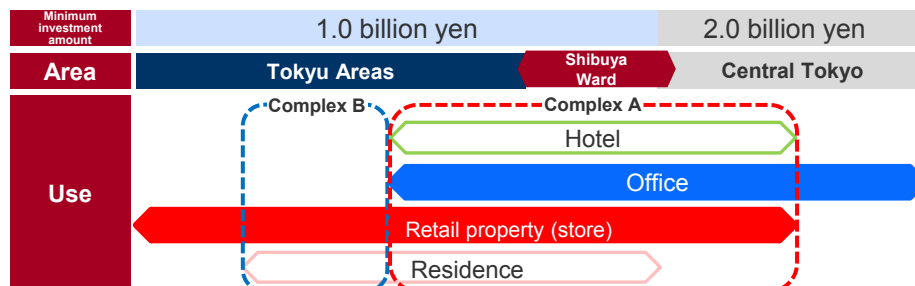 Minimum
investment
amount
1.0 billion yen
2.0 billion yen
Area
Tokyu Areas
Shibuya
Ward
Central Tokyo
Use
Complex B
Complex A
Hotel
Office
Retail property (store)
Residence